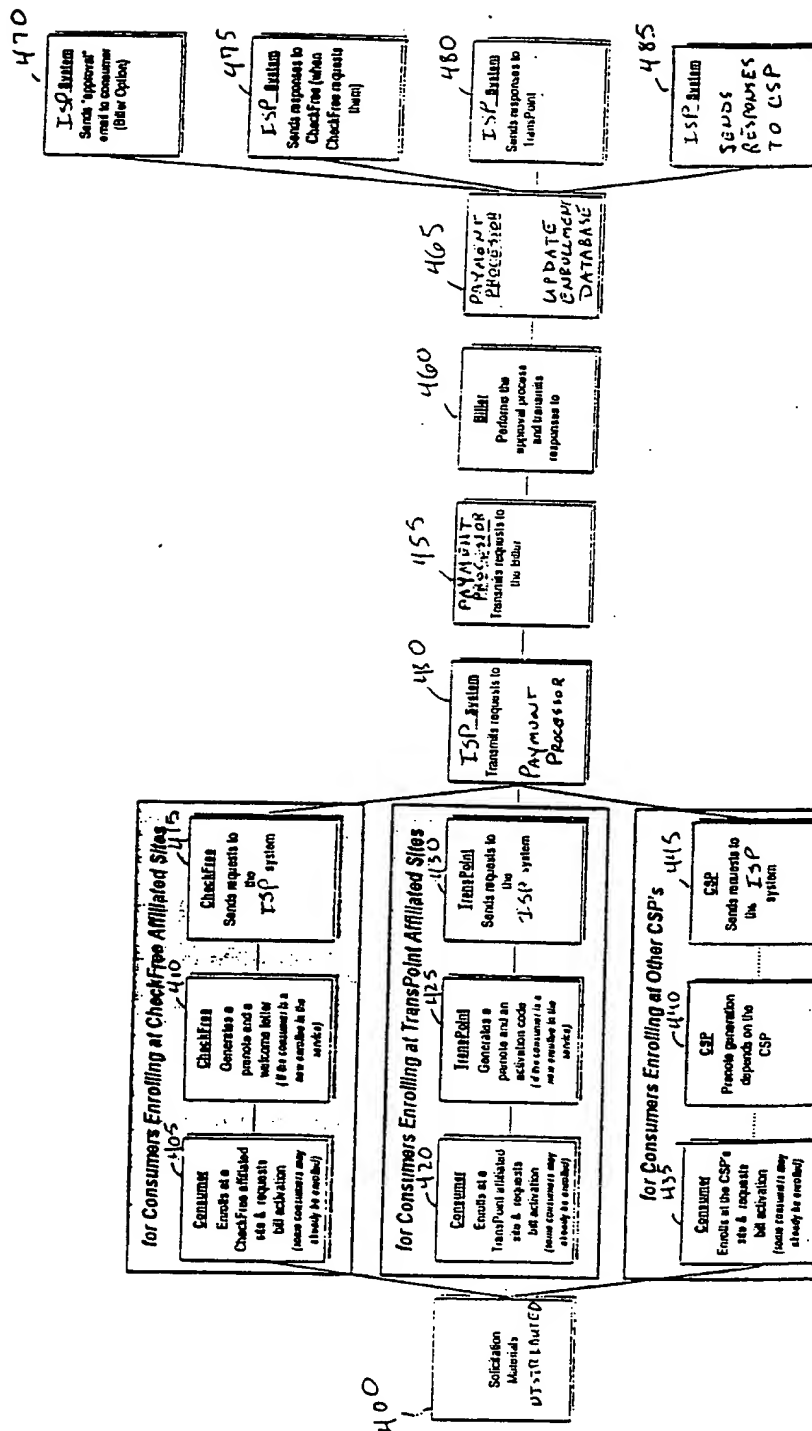 400
Solicitation
Materials
DISTRIBUTED
for Consumers Enrolling at CheckFree Affiliated Sites
405
Consumer
Enrolls at a
CheckFree affiliated
site & requests
bill activation
(some consumers may
already be enrolled)
410
CheckFree
Generates a
prenote and a
welcome letter
(if the consumer is a
new enrollee in the
service)
415
CheckFree
Sends requests to
the
ISP system
for Consumers Enrolling at TransPoint Affiliated Sites
420
Consumer
Enrolls at a
TransPoint affiliated
site & requests
bill activation
(some consumers may
already be enrolled)
425
TransPoint
Generates a
prenote and an
activation code
(if the consumer is a
new enrollee in the
service)
430
TransPoint
Sends requests to
the
ISP system
for Consumers Enrolling at Other CSP's
435
Consumer
Enrolls at the CSP's
site & requests
bill activation
(some consumers may
already be enrolled)
440
CSP
Prenote generation
depends on the
CSP
445
CSP
Sends requests to
the ISP
system
450
ISP System
Transmits requests to
PAYMENT
PROCESSOR
455
PAYMENT
PROCESSOR
Transmits requests to
the biller
460
Biller
Performs the
approval process
and transmits
responses to
465
PAYMENT
PROCESSOR
UPDATE
ENROLLMENT
DATABASE
470
ISP System
Sends "approval"
email to consumer
(Biller Option)
475
ISP System
Sends responses to
CheckFree (when
CheckFree requests
them)
480
ISP System
Sends responses to
TransPoint
485
ISP System
SENDS
RESPONSES
TO CSP